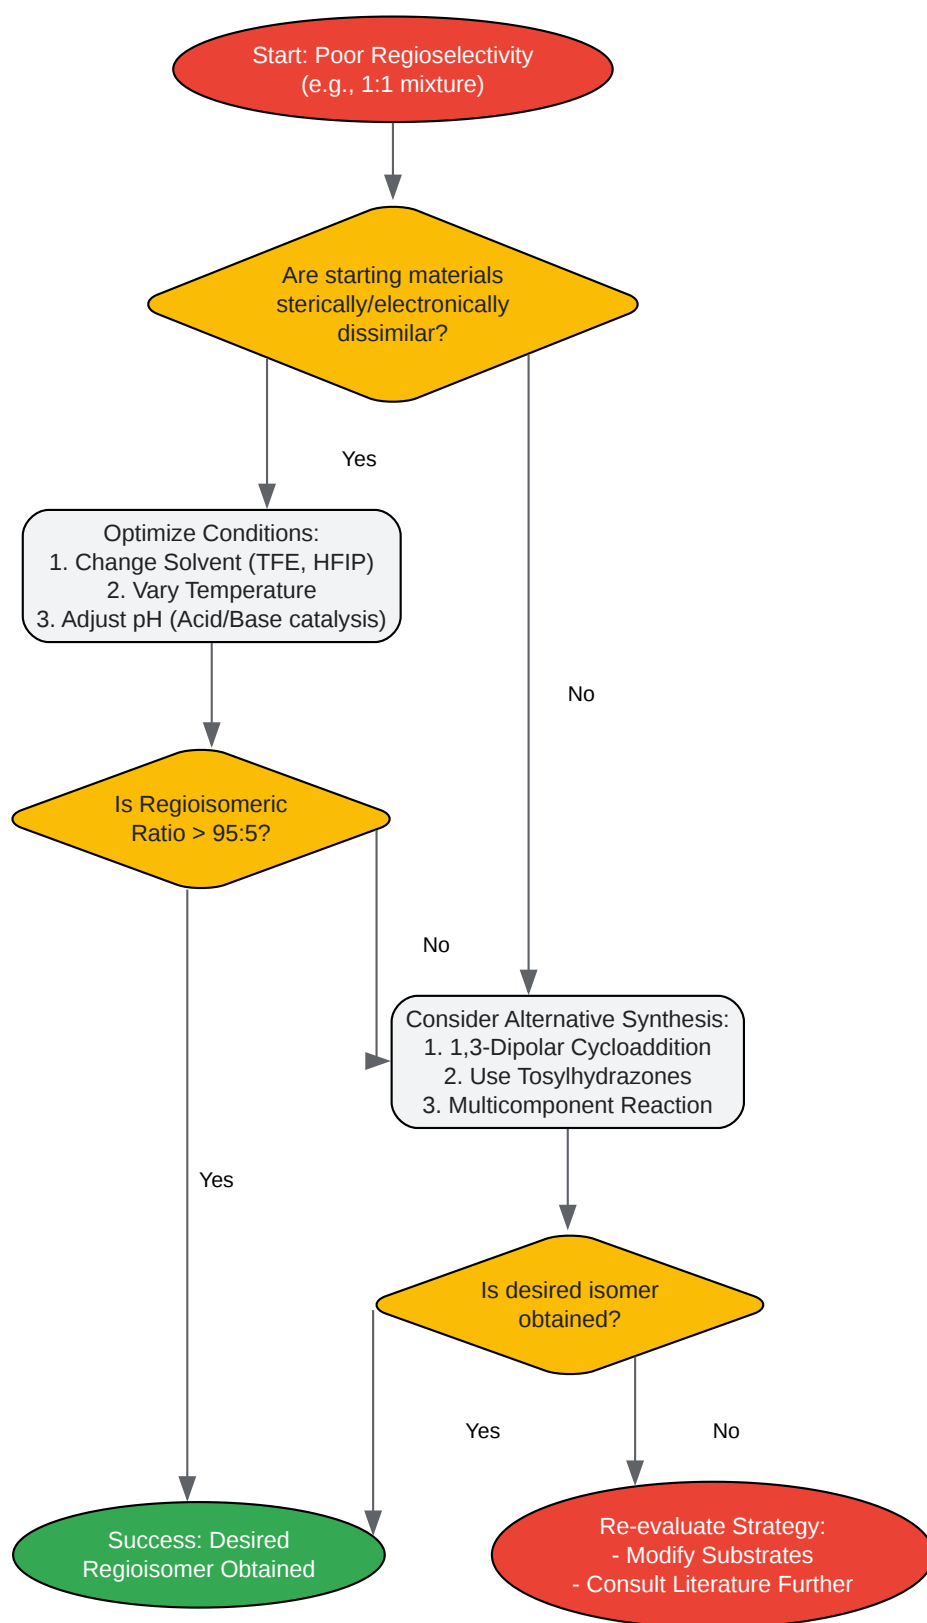 Start: Poor Regioselectivity
(e.g., 1:1 mixture)
Are starting materials
sterically/electronically
dissimilar?
Yes
Optimize Conditions:
1. Change Solvent (TFE, HFIP)
2. Vary Temperature
3. Adjust pH (Acid/Base catalysis)
No
Is Regioisomeric
Ratio > 95:5?
No
Consider Alternative Synthesis:
1. 1,3-Dipolar Cycloaddition
2. Use Tosylhydrazones
3. Multicomponent Reaction
Yes
Is desired isomer
obtained?
Yes
No
Success: Desired
Regioisomer Obtained
Re-evaluate Strategy:
- Modify Substrates
- Consult Literature Further